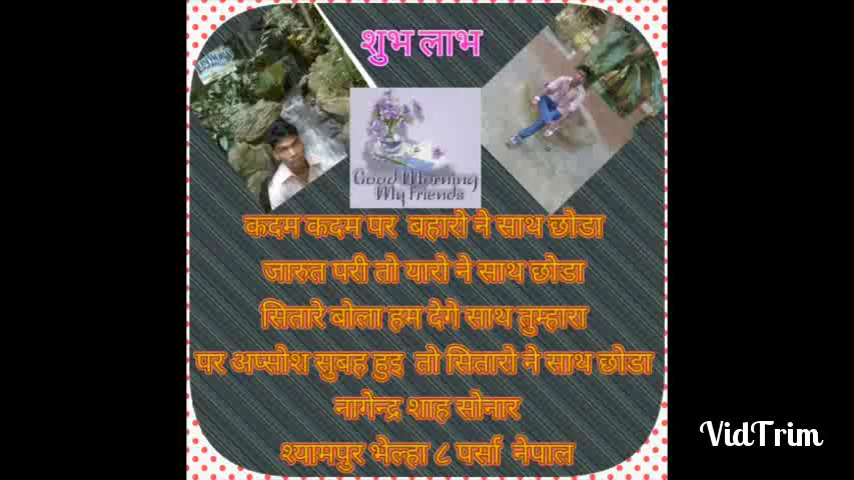 शुभ लाभ
Good Morning
My Friends
कदम कदम पर बहारो ने साथ छोडा
जारुत परी तो यारो ने साथ छोडा
सितारे बोला हम देगे साथ तुम्हारा
पर अप्सोश सुबह हुइ तो सितारो ने साथ छोडा
नागेन्द्र शाह सोनार
श्यामपुर भेल्हा ८ पर्सा नेपाल
VidTrim